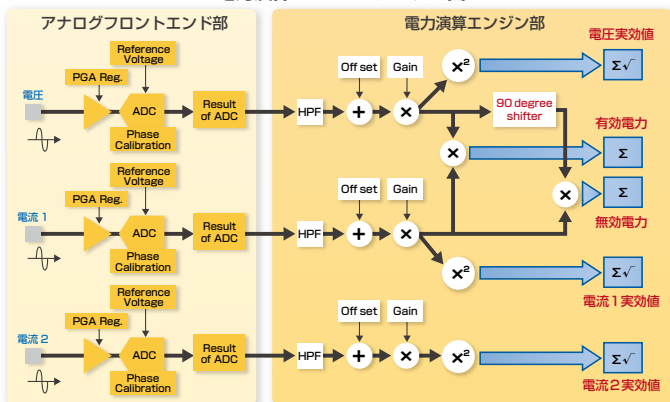 アナログフロントエンド部
電力演算エンジン部
電圧
PGA Reg.
Reference
Voltage
ADC
Phase
Calibration
Result
of ADC
HPF
Off set
+
Gain
×
×²
電圧実効値
Σ√
90 degree
shifter
×
有効電力
Σ
×
Σ
無効電力
電流 1
PGA Reg.
Reference
Voltage
ADC
Phase
Calibration
Result
of ADC
HPF
Off set
+
Gain
×
×²
Σ√
電流1実効値
電流 2
PGA Reg.
Reference
Voltage
ADC
Phase
Calibration
Result
of ADC
HPF
Off set
+
Gain
×
×²
Σ√
電流2実効値